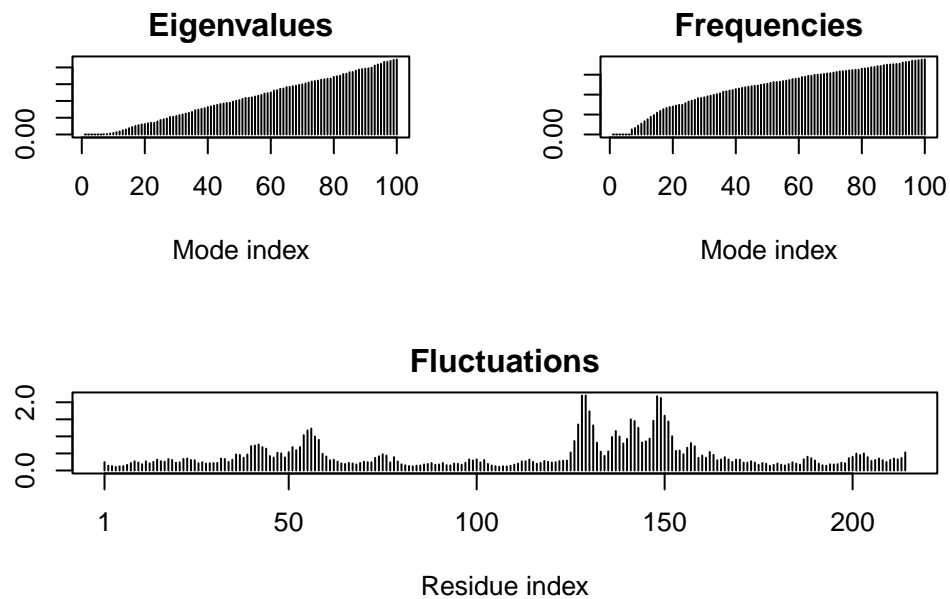 Eigenvalues
0.00
0 20 40 60 80 100
Mode index
Frequencies
0.00
0 20 40 60 80 100
Mode index
Fluctuations
0.0 2.0
1 50 100 150 200
Residue index